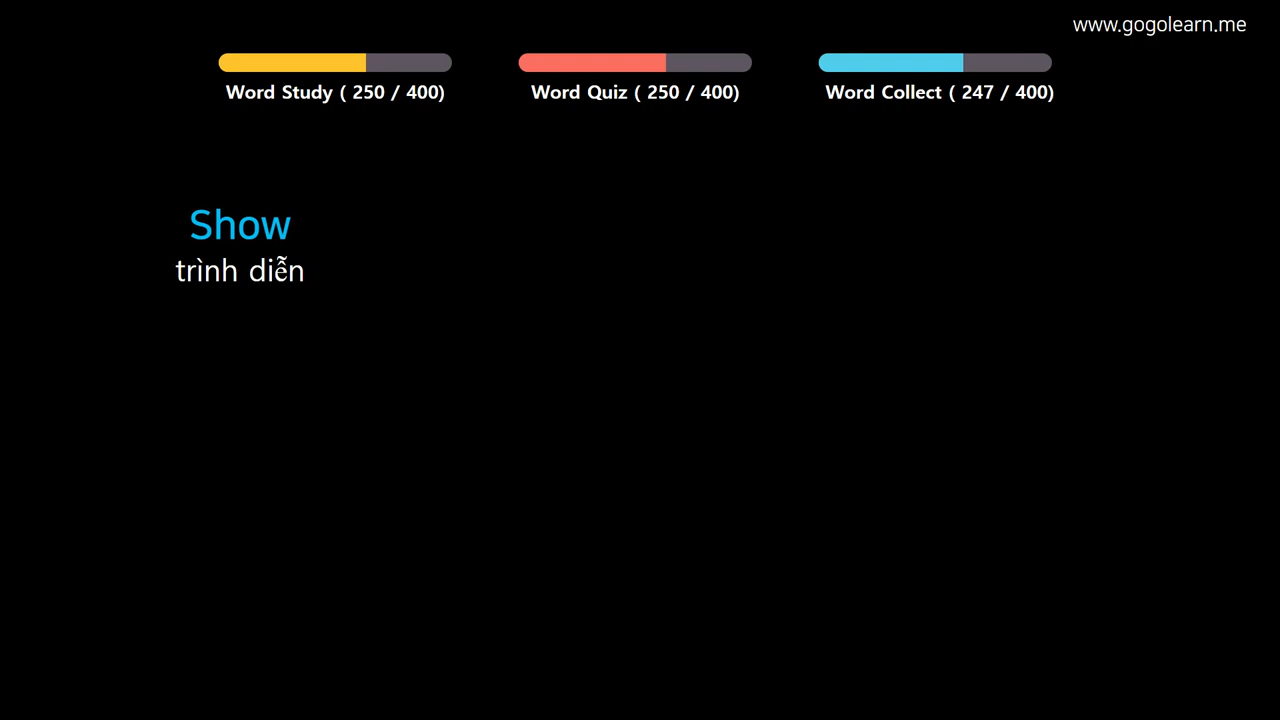 www.gogolearn.me
Word Study ( 250 / 400)
Word Quiz ( 250 / 400)
Word Collect ( 247 / 400)
Show
trình diễn